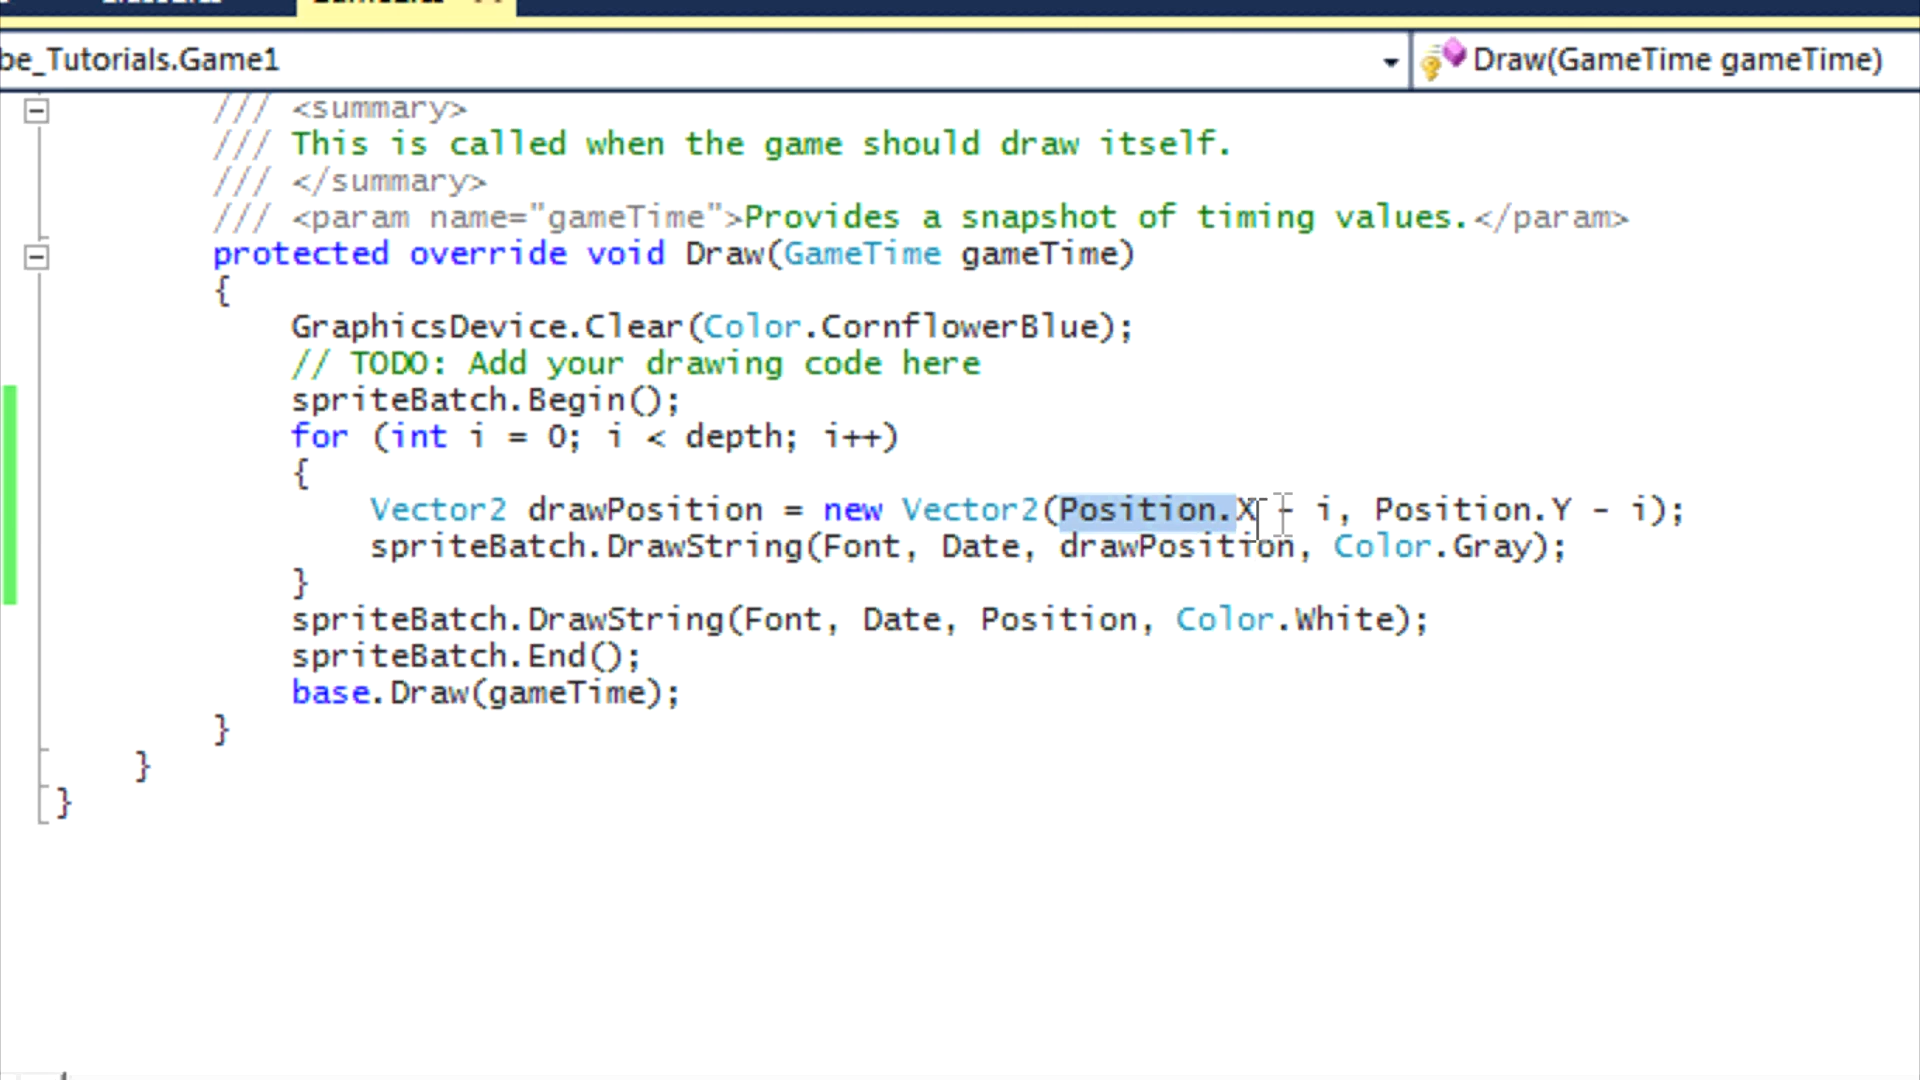 be_Tutorials.Game1
Draw(GameTime gameTime)
/// <summary>
/// This is called when the game should draw itself.
/// </summary>
/// <param name="gameTime">Provides a snapshot of timing values.</param>
protected override void Draw(GameTime gameTime)
{
GraphicsDevice.Clear(Color.CornflowerBlue);
// TODO: Add your drawing code here
spriteBatch.Begin();
for (int i = 0; i < depth; i++)
{
Vector2 drawPosition = new Vector2(Position.X - i, Position.Y - i);
spriteBatch.DrawString(Font, Date, drawPosition, Color.Gray);
}
spriteBatch.DrawString(Font, Date, Position, Color.White);
spriteBatch.End();
base.Draw(gameTime);
}
}
}